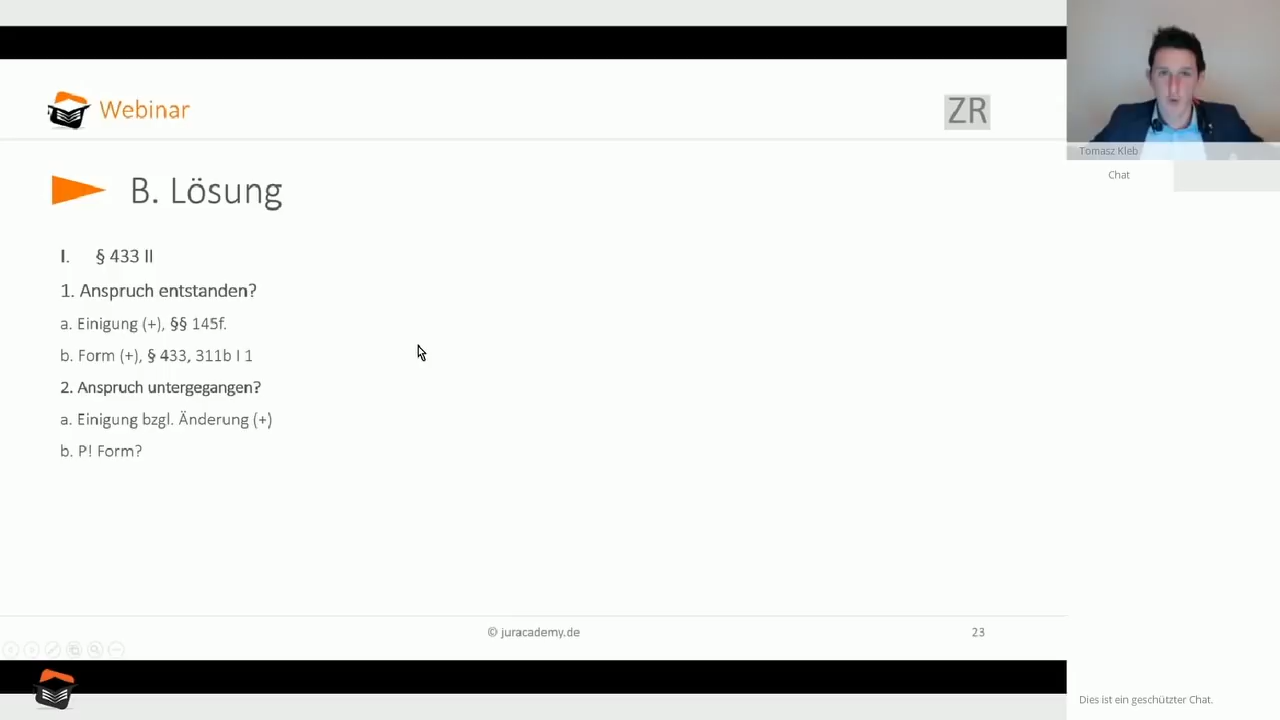 Webinar
ZR
B. Lösung
I. § 433 II
1. Anspruch entstanden?
a. Einigung (+), §§ 145f.
b. Form (+), § 433, 311b I 1
2. Anspruch untergegangen?
a. Einigung bzgl. Änderung (+)
b. P! Form?
© juracademy.de
23
Tomasz Kleb
Chat
Dies ist ein geschützter Chat.